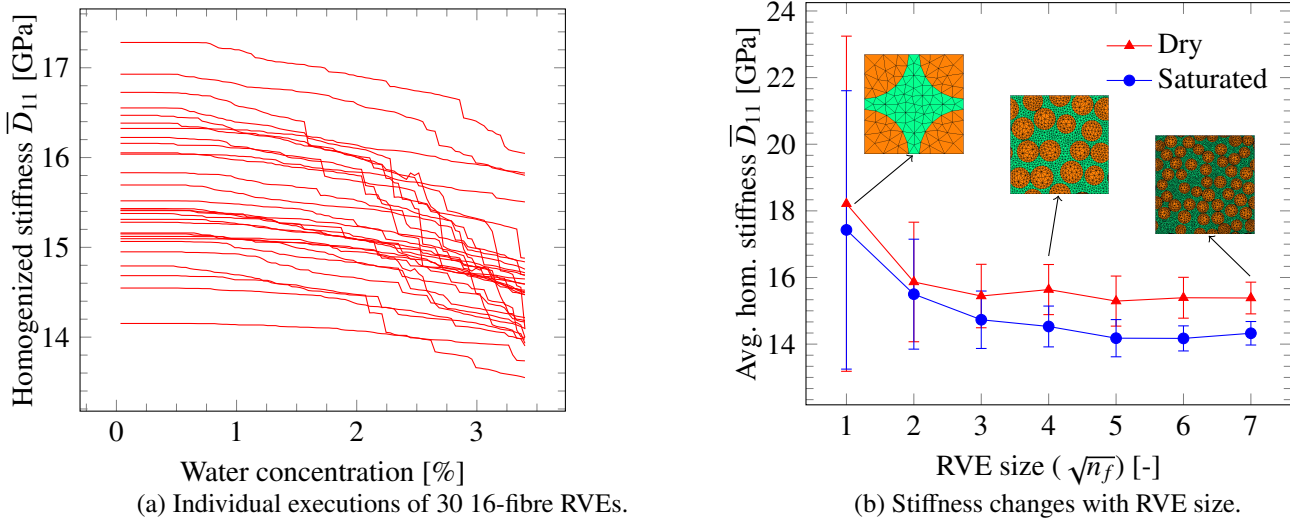 Homogenized stiffness D̅₁₁ [GPa]
17
16
15
14
0 1 2 3
Water concentration [%]
(a) Individual executions of 30 16-fibre RVEs.
Avg. hom. stiffness D̅₁₁ [GPa]
24
22
20
18
16
14
Dry
Saturated
1 2 3 4 5 6 7
RVE size (√n_f) [-]
(b) Stiffness changes with RVE size.